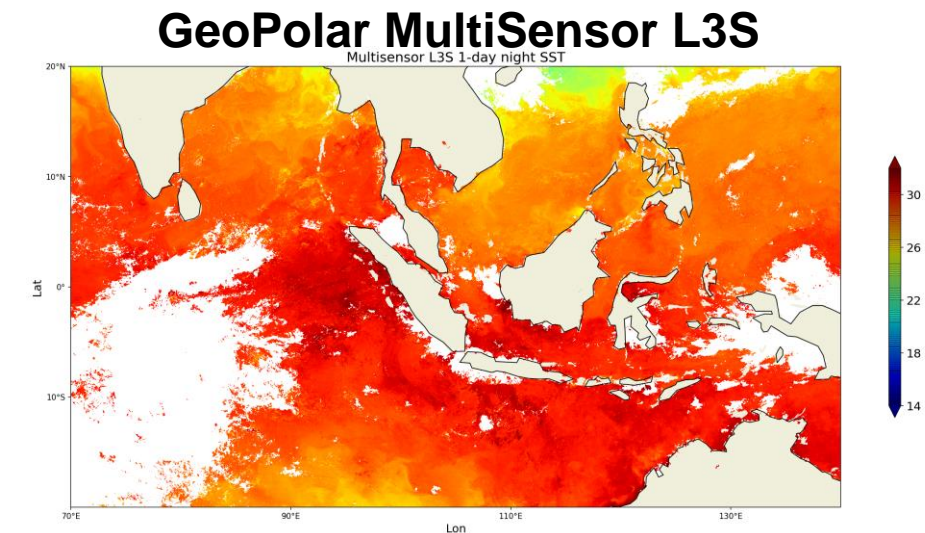 GeoPolar MultiSensor L3S
Multisensor L3S 1-day night SST
20°N
10°N
0°
10°S
Lat
70°E
90°E
110°E
130°E
Lon
30
26
22
18
14